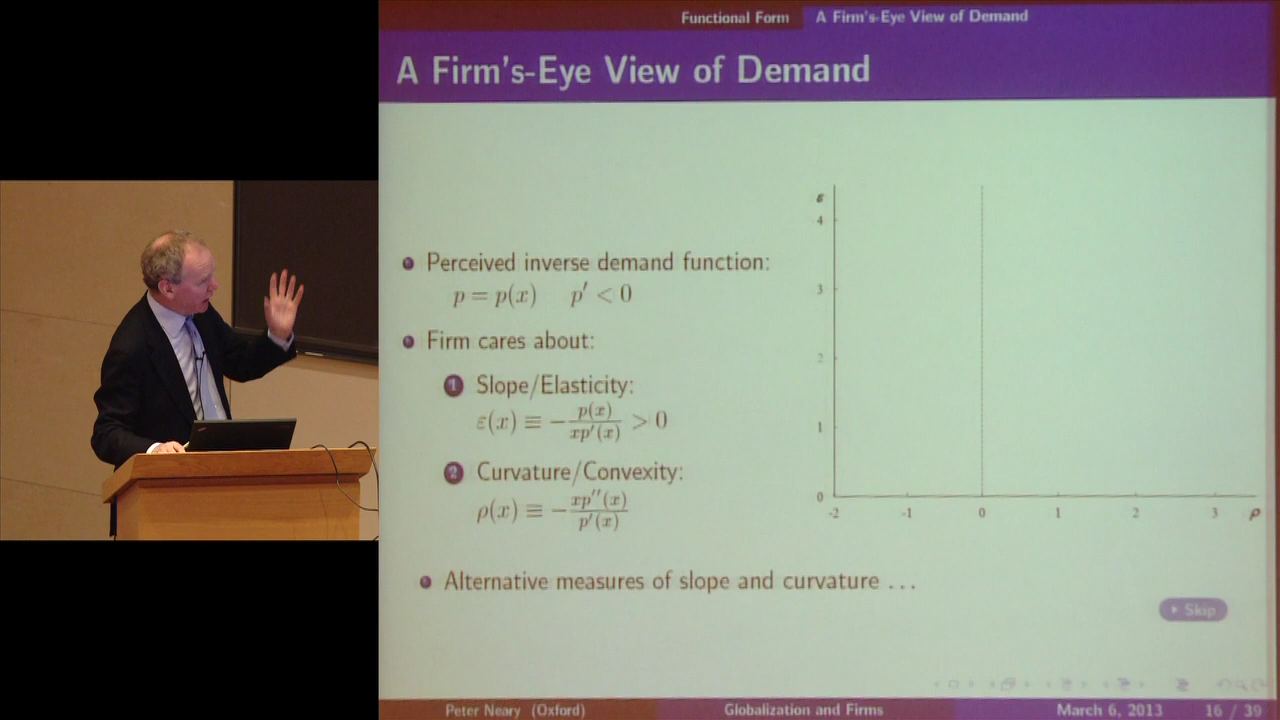 Functional Form A Firm's-Eye View of Demand
A Firm's-Eye View of Demand
Perceived inverse demand function:
p = p(x) p′ < 0
Firm cares about:
1 Slope/Elasticity:
ε(x) ≡ −p(x)/xp′(x) > 0
2 Curvature/Convexity:
ρ(x) ≡ −xp″(x)/p′(x)
Alternative measures of slope and curvature ...
ε
4
3
2
1
0
-2 -1 0 1 2 3 ρ
Skip
Peter Neary (Oxford) Globalization and Firms March 6, 2013 16 / 39